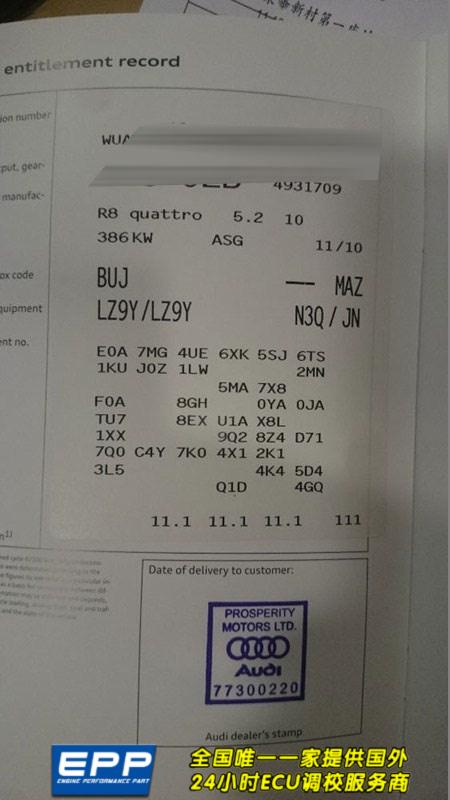 entitlement record
ion number
WUA
put, gear-
4931709
manufac-
R8 quattro 5.2 10
386KW ASG 11/10
ox code
BUJ --- MAZ
quipment
LZ9Y/LZ9Y N3Q / JN
ent no.
E0A 7MG 4UE 6XK 5SJ 6TS
1KU J0Z 1LW 2MN
5MA 7X8
F0A 8GH 0YA 0JA
TU7 8EX U1A X8L
1XX 9Q2 8Z4 D71
7Q0 C4Y 7K0 4X1 2K1
3L5 4K4 5D4
Q1D 4GQ
11.1 11.1 11.1 111
Date of delivery to customer:
PROSPERITY
MOTORS LTD.
Audi
77300220
Audi dealer's stamp
EPP
ENGINE PERFORMANCE PART
全国唯一一家提供国外
24小时ECU调校服务商